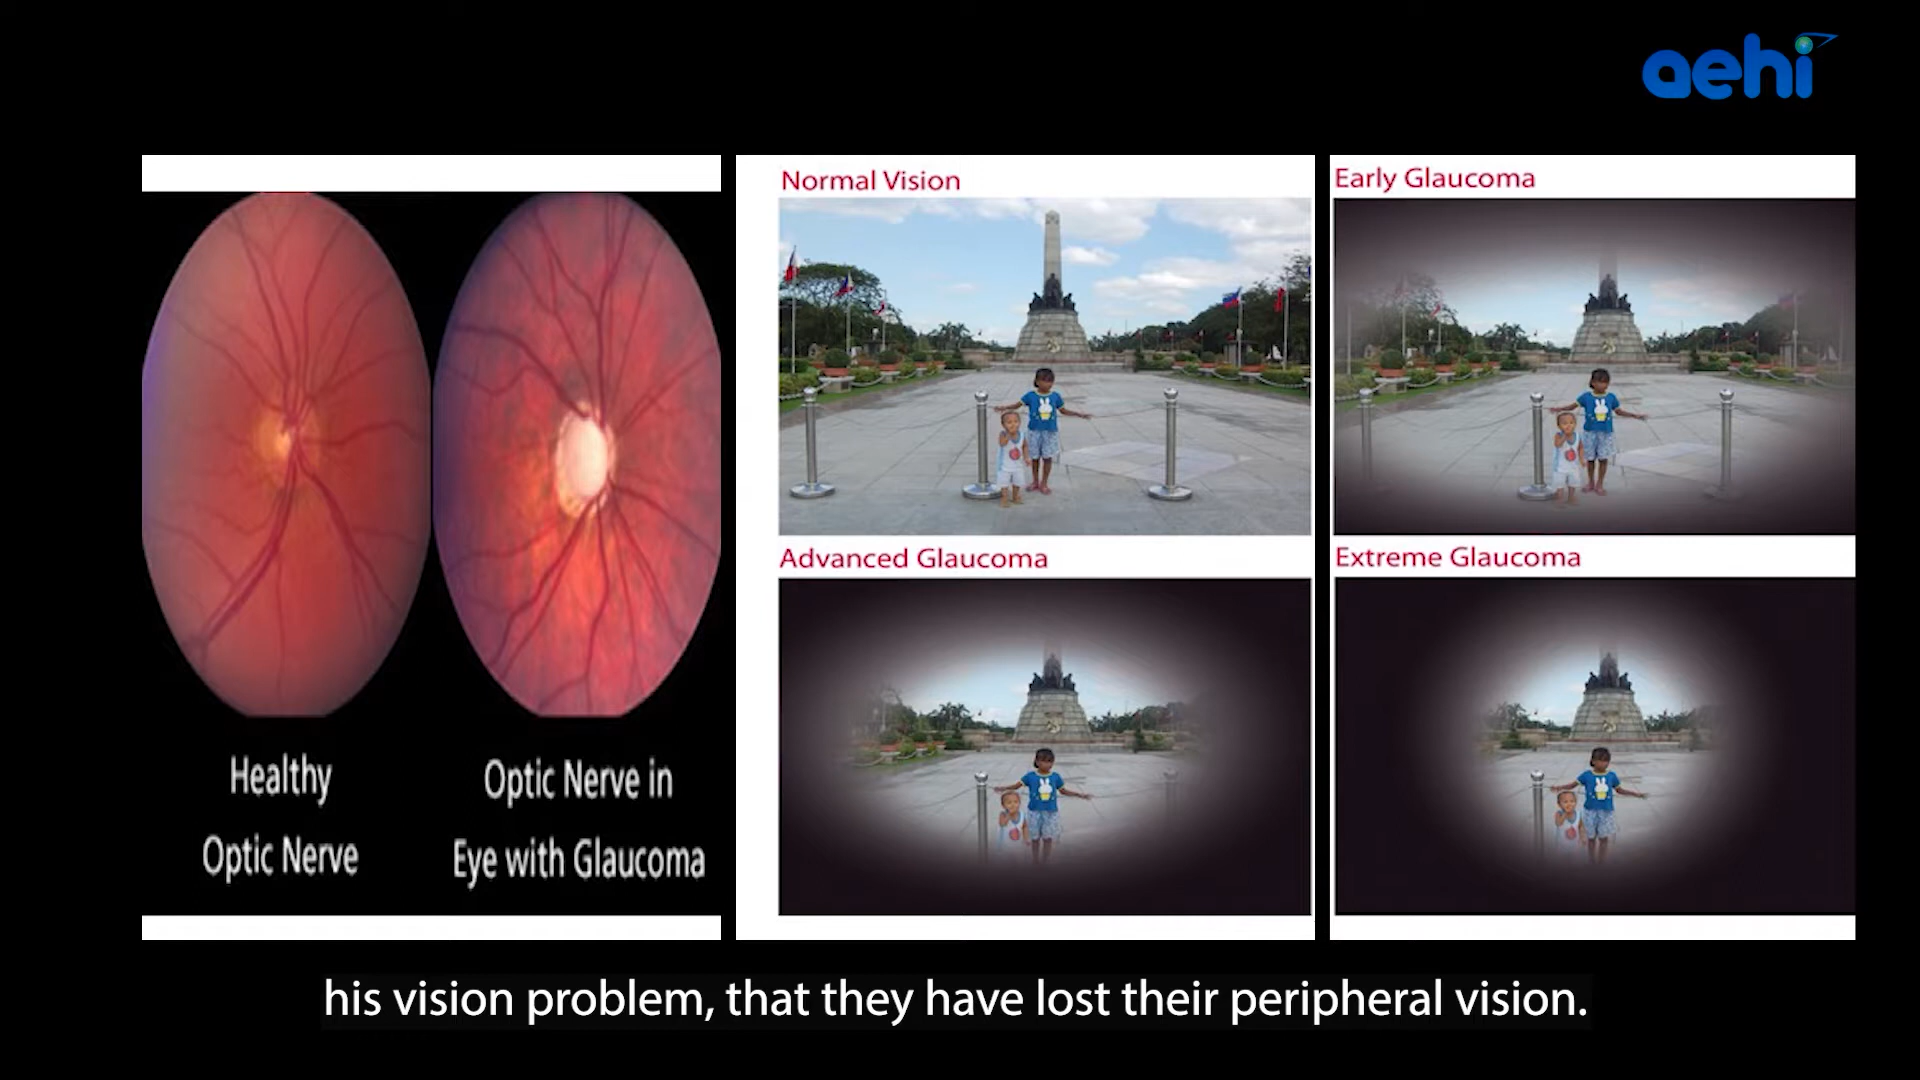 aehi
Healthy
Optic Nerve
Optic Nerve in
Eye with Glaucoma
Normal Vision
Early Glaucoma
Advanced Glaucoma
Extreme Glaucoma
his vision problem, that they have lost their peripheral vision.